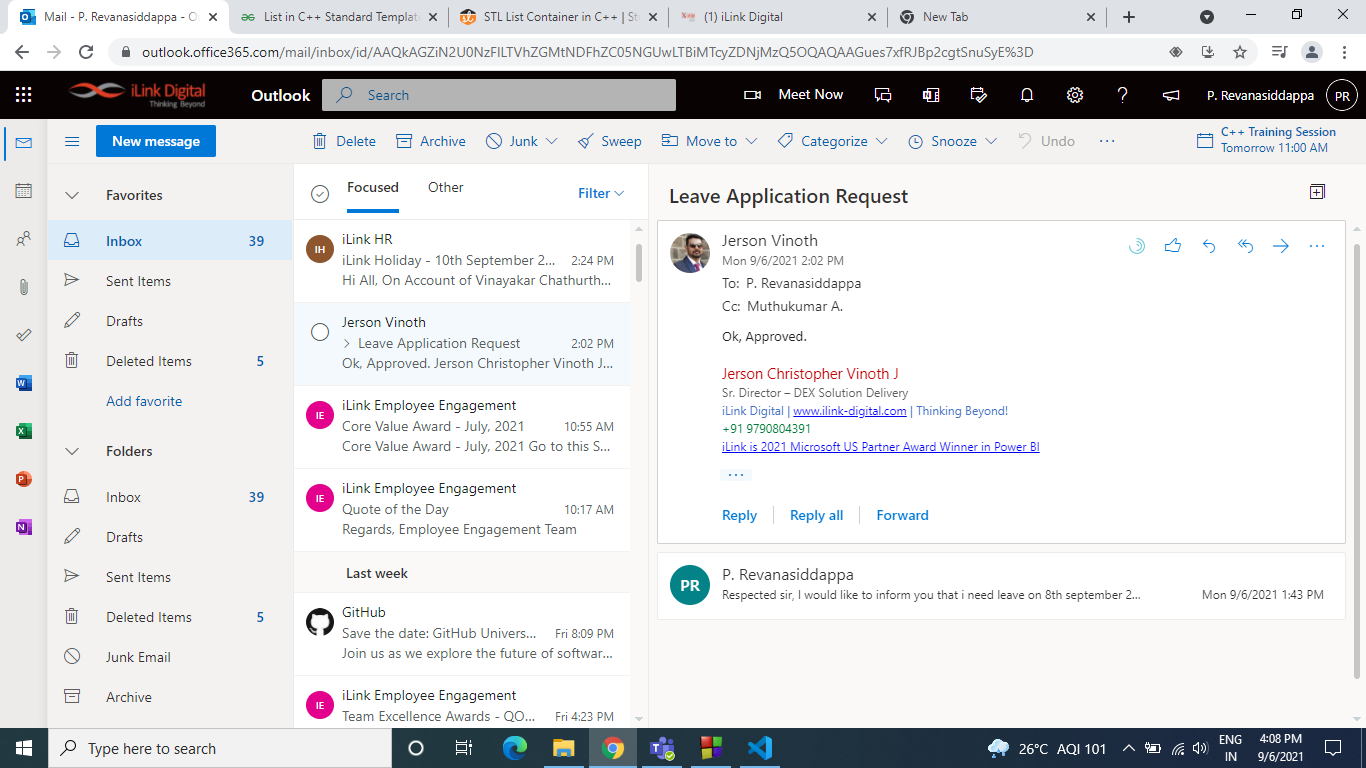 Mail - P. Revanasiddappa - O
List in C++ Standard Templat
STL List Container in C++ | St
(1) iLink Digital
New Tab
outlook.office365.com/mail/inbox/id/AAQkAGZiN2U0NzFlLTVhZGMtNDFhZC05NGUwLTBiMTcyZDNjMzQ5OQAQAAGues7xfRJBp2cgtSnuSyE%3D
iLink Digital
Thinking Beyond
Outlook
Search
Meet Now
P. Revanasiddappa
PR
New message
Delete
Archive
Junk
Sweep
Move to
Categorize
Snooze
Undo
C++ Training Session
Tomorrow 11:00 AM
Favorites
Inbox 39
Sent Items
Drafts
Deleted Items 5
Add favorite
Folders
Inbox 39
Drafts
Sent Items
Deleted Items 5
Junk Email
Archive
Focused
Other
Filter
IH
iLink HR
iLink Holiday - 10th September 2... 2:24 PM
Hi All, On Account of Vinayakar Chathurth...
Jerson Vinoth
Leave Application Request 2:02 PM
Ok, Approved. Jerson Christopher Vinoth J...
IE
iLink Employee Engagement
Core Value Award - July, 2021 10:55 AM
Core Value Award - July, 2021 Go to this S...
IE
iLink Employee Engagement
Quote of the Day 10:17 AM
Regards, Employee Engagement Team
Last week
GitHub
Save the date: GitHub Univers... Fri 8:09 PM
Join us as we explore the future of softwar...
IE
iLink Employee Engagement
Team Excellence Awards - QO... Fri 4:23 PM
Leave Application Request
Jerson Vinoth
Mon 9/6/2021 2:02 PM
To: P. Revanasiddappa
Cc: Muthukumar A.
Ok, Approved.
Jerson Christopher Vinoth J
Sr. Director – DEX Solution Delivery
iLink Digital | www.ilink-digital.com | Thinking Beyond!
+91 9790804391
iLink is 2021 Microsoft US Partner Award Winner in Power BI
...
Reply
Reply all
Forward
PR
P. Revanasiddappa
Respected sir, I would like to inform you that i need leave on 8th september 2... Mon 9/6/2021 1:43 PM
Type here to search
26°C AQI 101
ENG
IN
4:08 PM
9/6/2021